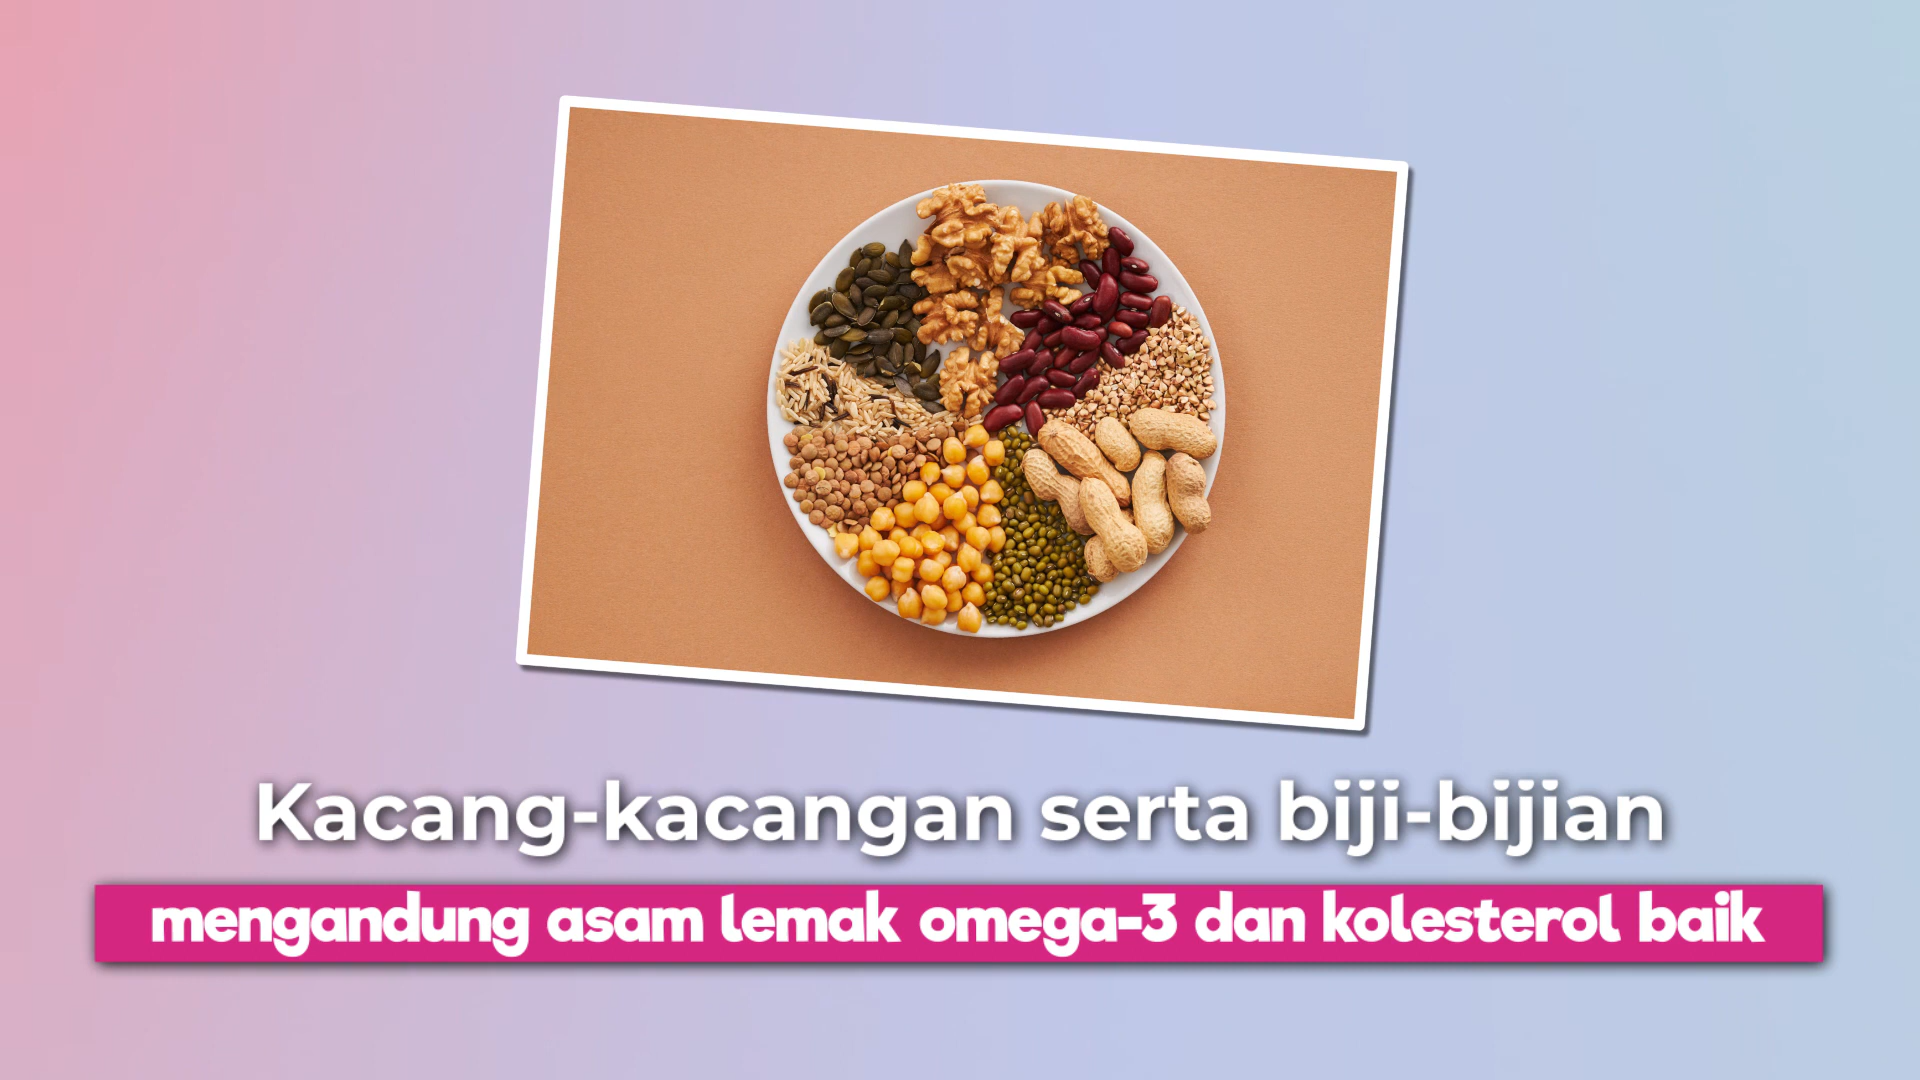 Kacang-kacangan serta biji-bijian
mengandung asam lemak omega-3 dan kolesterol baik